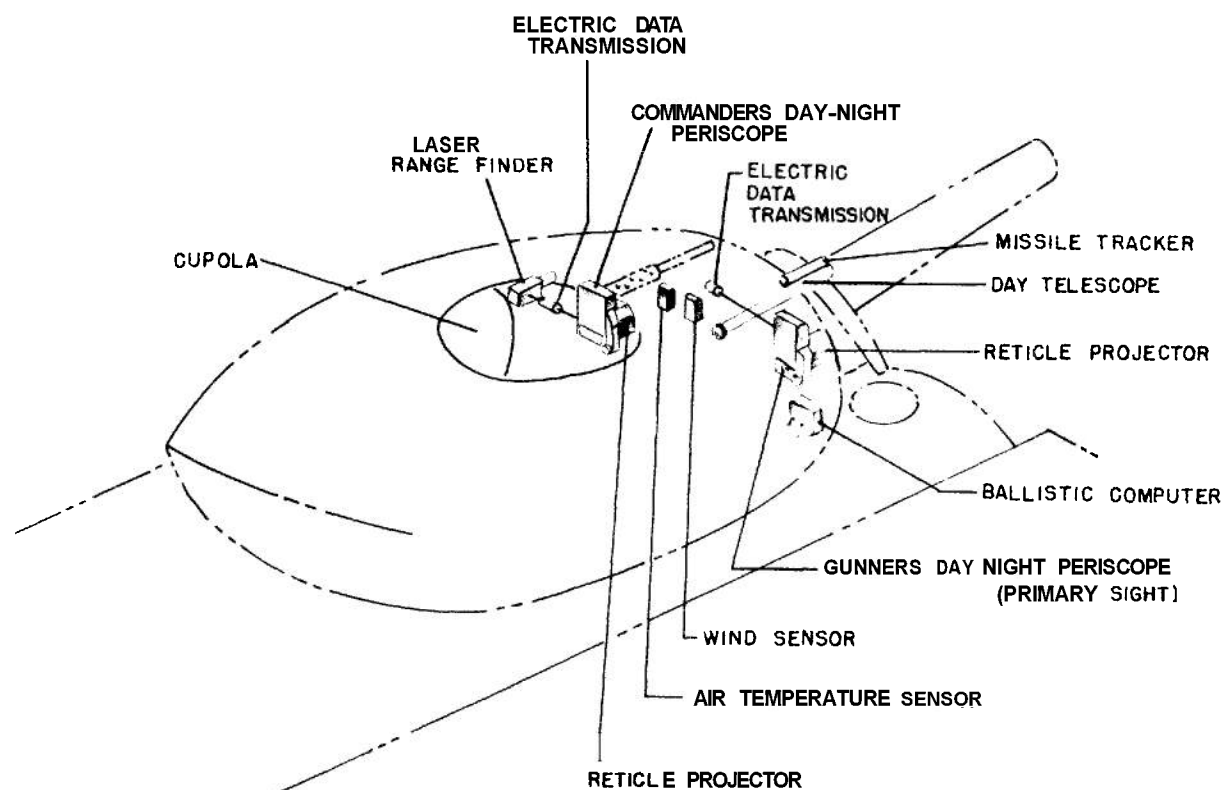 ELECTRIC DATA
TRANSMISSION
COMMANDERS DAY-NIGHT
PERISCOPE
LASER
RANGE FINDER
ELECTRIC
DATA
TRANSMISSION
MISSILE TRACKER
CUPOLA
DAY TELESCOPE
RETICLE PROJECTOR
BALLISTIC COMPUTER
GUNNERS DAY NIGHT PERISCOPE
(PRIMARY SIGHT)
WIND SENSOR
AIR TEMPERATURE SENSOR
RETICLE PROJECTOR